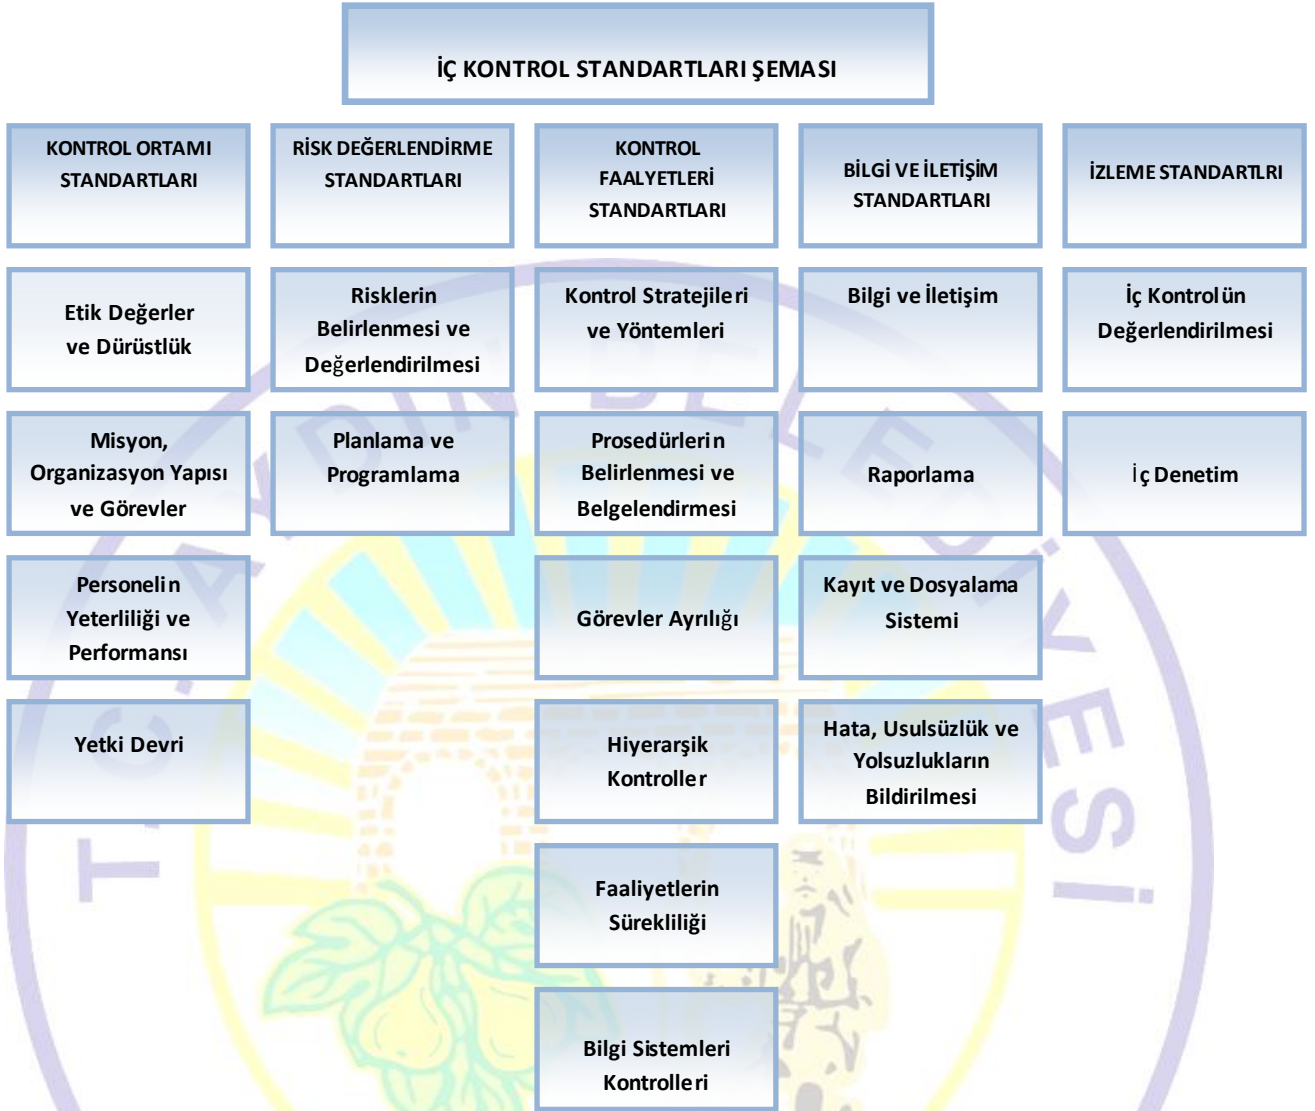 İÇ KONTROL STANDARTLARI ŞEMASI
KONTROL ORTAMI
STANDARTLARI
RİSK DEĞERLENDİRME
STANDARTLARI
KONTROL
FAALYETLERİ
STANDARTLARI
BİLGİ VE İLETİŞİM
STANDARTLARI
İZLEME STANDARTLRI
Etik Değerler
ve Dürüstlük
Risklerin
Belirlenmesi ve
Değerlendirilmesi
Kontrol Stratejileri
ve Yöntemleri
Bilgi ve İletişim
İç Kontrolün
Değerlendirilmesi
Misyon,
Organizasyon Yapısı
ve Görevler
Planlama ve
Programlama
Prosedürlerin
Belirlenmesi ve
Belgelendirmesi
Raporlama
İç Denetim
Personelin
Yeterliliği ve
Performansı
Görevler Ayrılığı
Kayıt ve Dosyalama
Sistemi
Yetki Devri
Hiyerarşik
Kontroller
Hata, Usulsüzlük ve
Yolsuzlukların
Bildirilmesi
Faaliyetlerin
Sürekliliği
Bilgi Sistemleri
Kontrolleri
T.C. AYDIN BELEDİYESİ